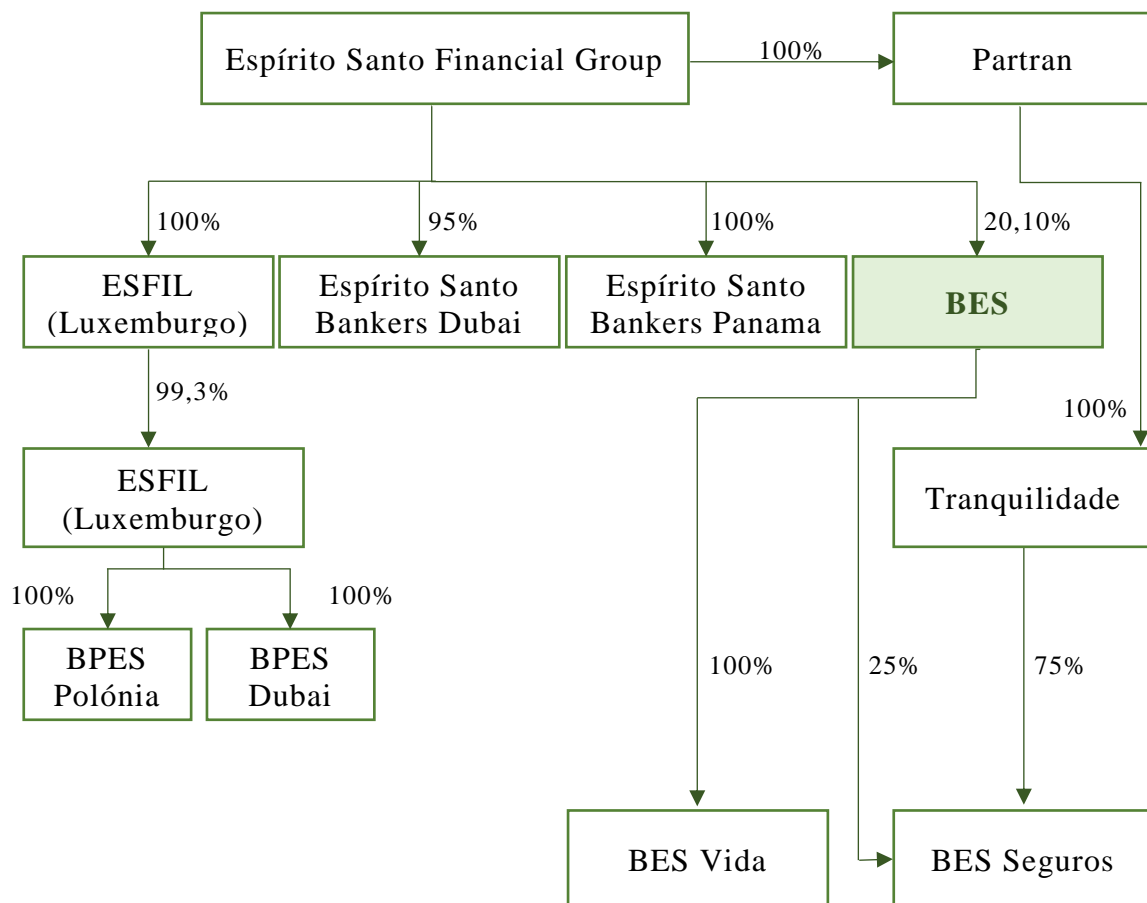 Espírito Santo Financial Group
100%
Partran
100%
95%
100%
20,10%
ESFIL
(Luxemburgo)
Espírito Santo
Bankers Dubai
Espírito Santo
Bankers Panama
BES
99,3%
100%
ESFIL
(Luxemburgo)
Tranquilidade
100%
100%
BPES
Polónia
BPES
Dubai
100%
25%
75%
BES Vida
BES Seguros